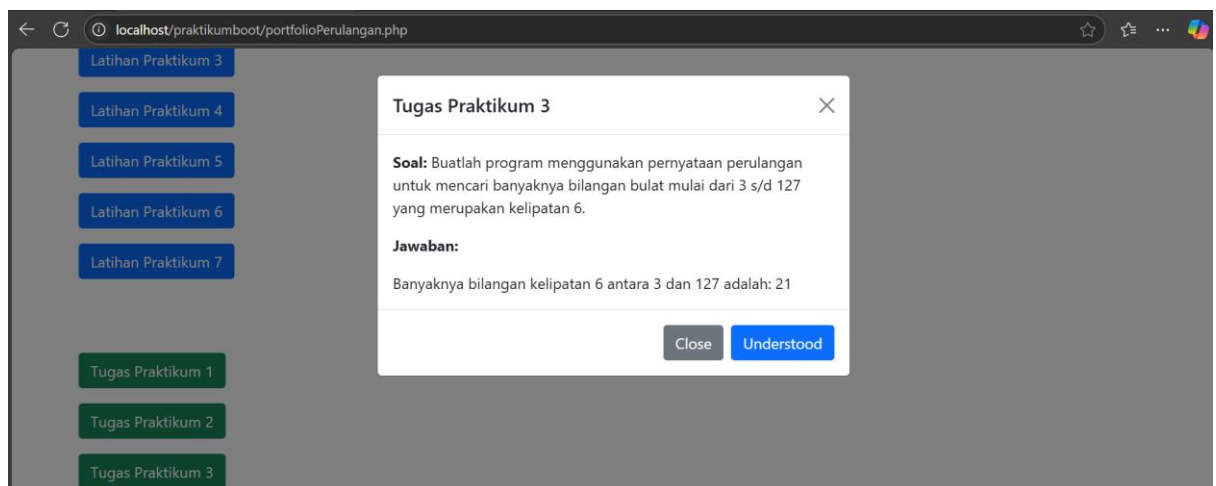 localhost/praktikumboot/portfolioPerulangan.php
Latihan Praktikum 3
Latihan Praktikum 4
Latihan Praktikum 5
Latihan Praktikum 6
Latihan Praktikum 7
Tugas Praktikum 1
Tugas Praktikum 2
Tugas Praktikum 3
Tugas Praktikum 3
Soal: Buatlah program menggunakan pernyataan perulangan
untuk mencari banyaknya bilangan bulat mulai dari 3 s/d 127
yang merupakan kelipatan 6.
Jawaban:
Banyaknya bilangan kelipatan 6 antara 3 dan 127 adalah: 21
Close
Understood